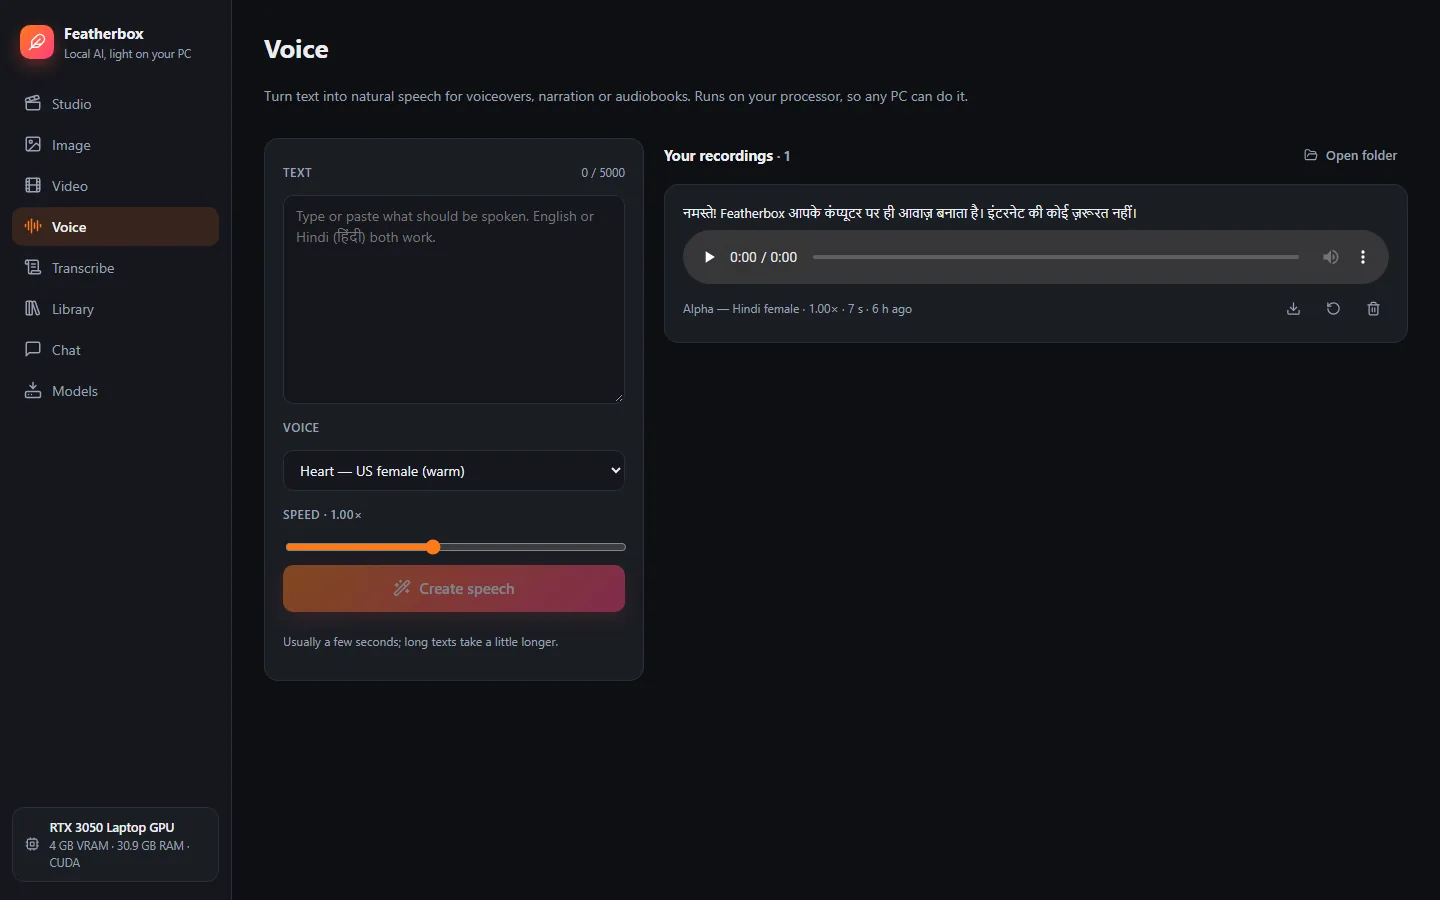 Featherbox
Local AI, light on your PC
Studio
Image
Video
Voice
Transcribe
Library
Chat
Models
RTX 3050 Laptop GPU
4 GB VRAM · 30.9 GB RAM ·
CUDA
Voice
Turn text into natural speech for voiceovers, narration or audiobooks. Runs on your processor, so any PC can do it.
TEXT 0 / 5000
Type or paste what should be spoken. English or
Hindi (हिंदी) both work.
VOICE
Heart — US female (warm)
SPEED · 1.00×
Create speech
Usually a few seconds; long texts take a little longer.
Your recordings · 1 Open folder
नमस्ते! Featherbox आपके कंप्यूटर पर ही आवाज़ बनाता है। इंटरनेट की कोई ज़रूरत नहीं।
0:00 / 0:00
Alpha — Hindi female · 1.00× · 7 s · 6 h ago